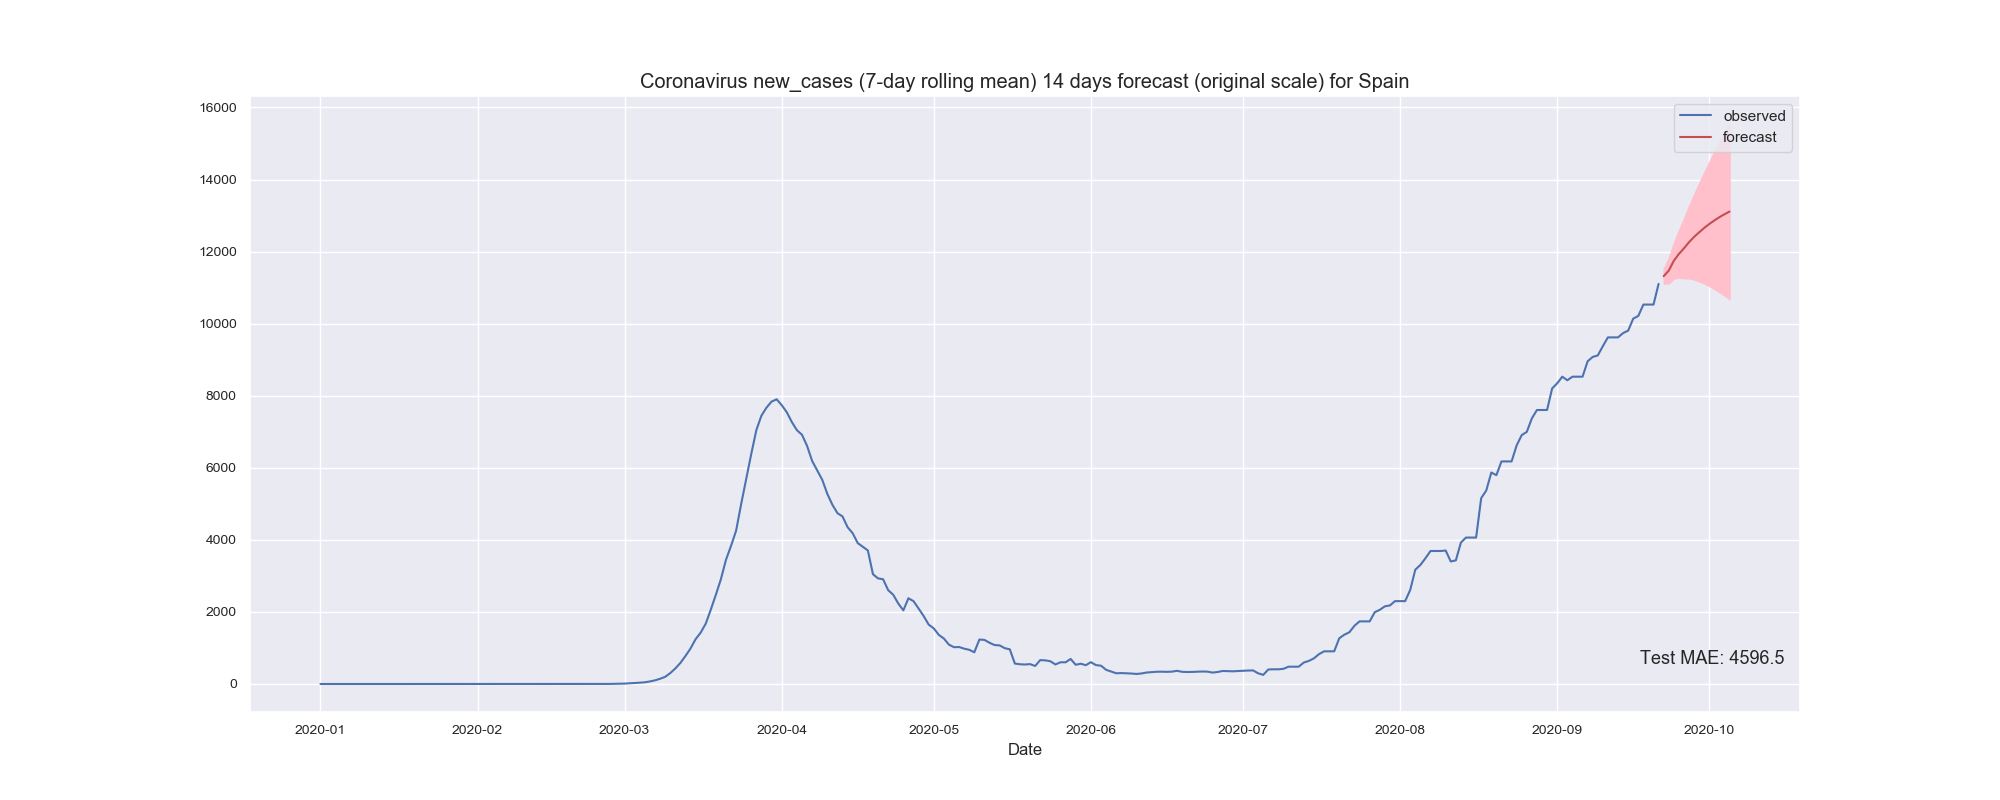 Coronavirus new_cases (7-day rolling mean) 14 days forecast (original scale) for Spain
16000
14000
12000
10000
8000
6000
4000
2000
0
observed
forecast
Test MAE: 4596.5
2020-01 2020-02 2020-03 2020-04 2020-05 2020-06 2020-07 2020-08 2020-09 2020-10
Date